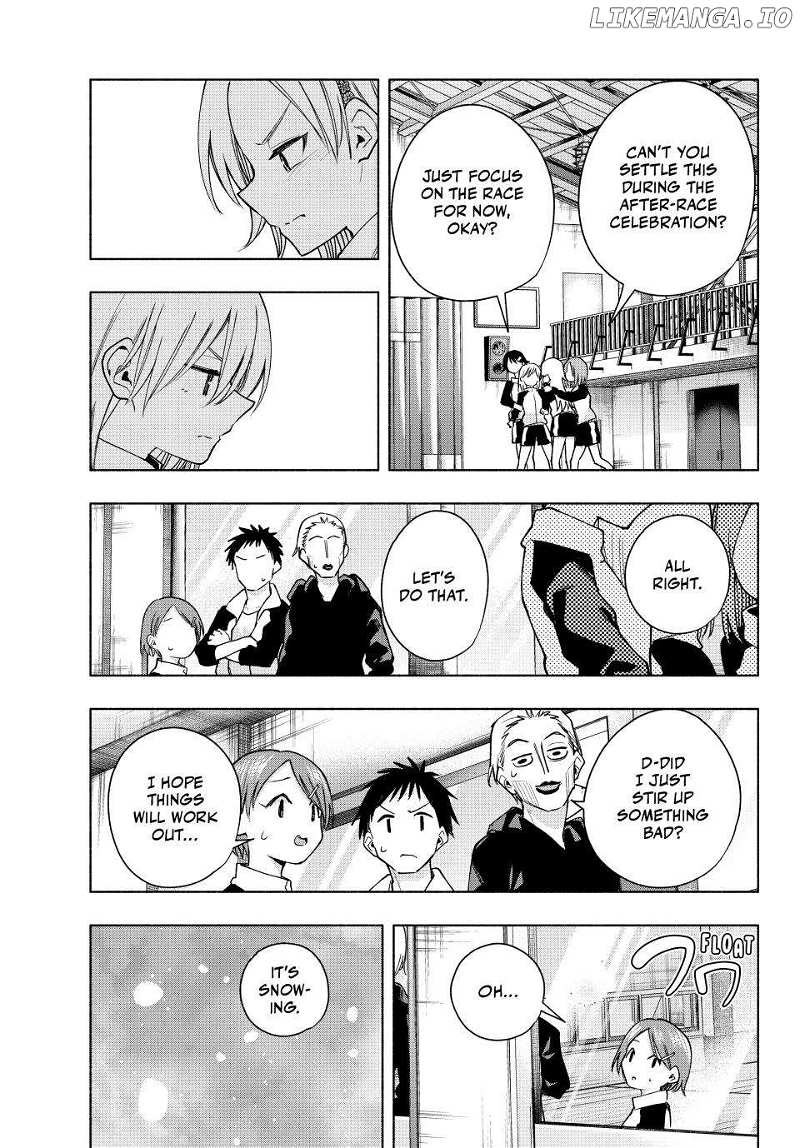 LIKEMANGA.IO
CAN'T YOU
SETTLE THIS
DURING THE
AFTER-RACE
CELEBRATION?
JUST FOCUS
ON THE RACE
FOR NOW,
OKAY?
ALL
RIGHT.
LET'S
DO THAT.
D-DID
I JUST
STIR UP
SOMETHING
BAD?
I HOPE
THINGS
WILL WORK
OUT...
FLOAT
フワ
OH...
IT'S
SNOW-
ING.